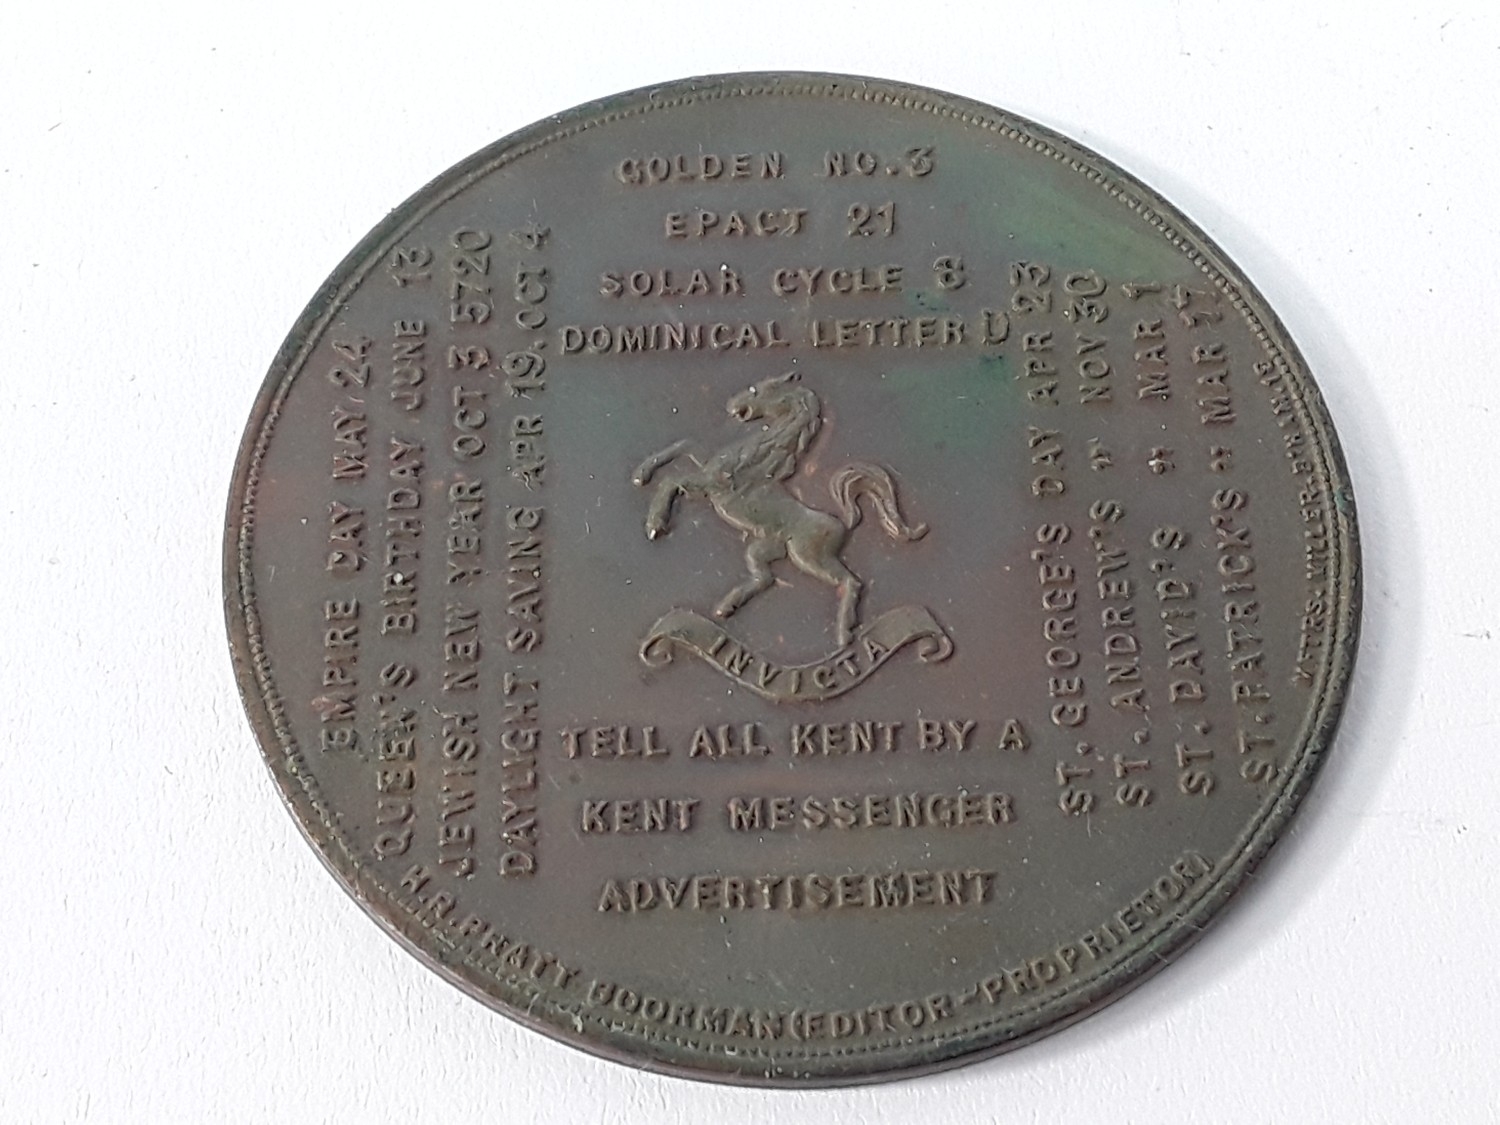 GOLDEN NO. 3
EPACT 21
SOLAR CYCLE 8
DOMINICAL LETTER D
EMPIRE DAY MAY 24
QUEEN'S BIRTHDAY JUNE 13
JEWISH NEW YEAR OCT 3 5720
DAYLIGHT SAVING APR 19. OCT 4
INVICTA
ST. GEORGE'S DAY APR 23
ST. ANDREW'S " NOV 30
ST. DAVID'S " MAR 1
ST. PATRICK'S " MAR 17
TELL ALL KENT BY A
KENT MESSENGER
ADVERTISEMENT
H.R. PRATT BOORMAN (EDITOR-PROPRIETOR)
MILLER. B'